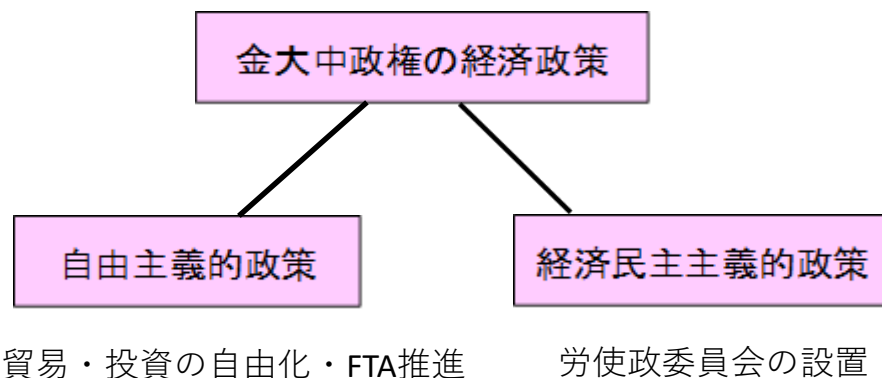 金大中政権の経済政策
自由主義的政策
経済民主主義的政策
貿易・投資の自由化・FTA推進
労使政委員会の設置